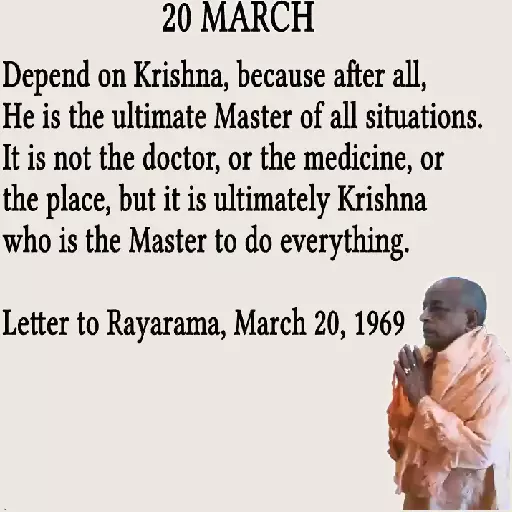 20 MARCH
Depend on Krishna, because after all,
He is the ultimate Master of all situations.
It is not the doctor, or the medicine, or
the place, but it is ultimately Krishna
who is the Master to do everything.
Letter to Rayarama, March 20, 1969